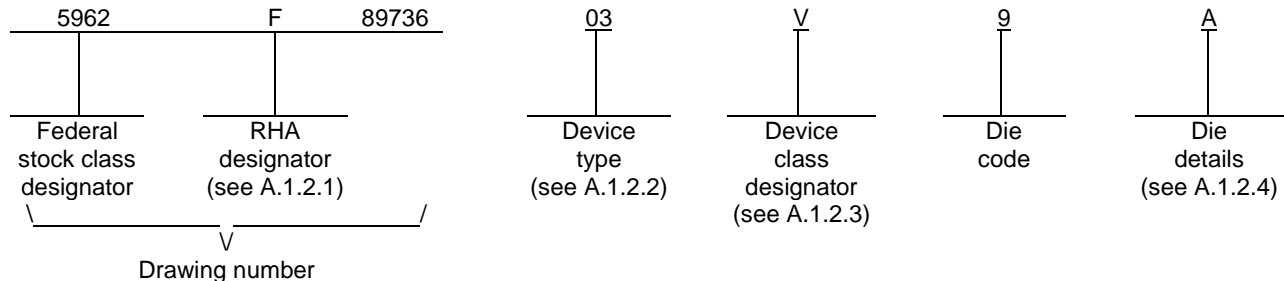 5962 F 89736 03 V 9 A
Federal stock class designator
RHA designator (see A.1.2.1)
Device type (see A.1.2.2)
Device class designator (see A.1.2.3)
Die code
Die details (see A.1.2.4)
Drawing number